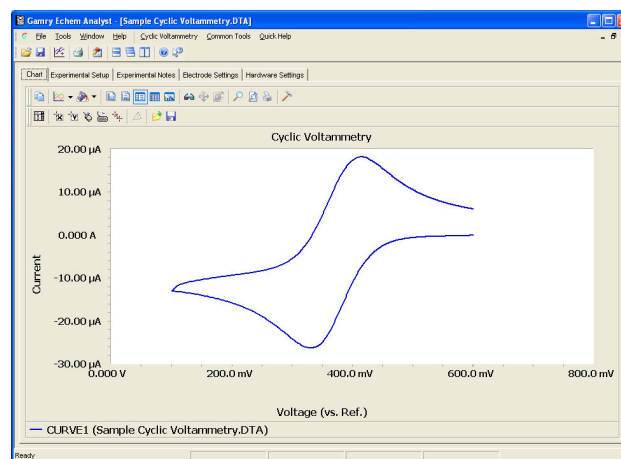 Gamry Echem Analyst - [Sample Cyclic Voltammetry.DTA]
File Tools Window Help Cyclic Voltammetry Common Tools Quick Help
Chart Experimental Setup Experimental Notes Electrode Settings Hardware Settings
Cyclic Voltammetry
20.00 µA
10.00 µA
0.000 A
-10.00 µA
-20.00 µA
-30.00 µA
Current
0.000 V 200.0 mV 400.0 mV 600.0 mV 800.0 mV
Voltage (vs. Ref.)
CURVE1 (Sample Cyclic Voltammetry.DTA)
Ready